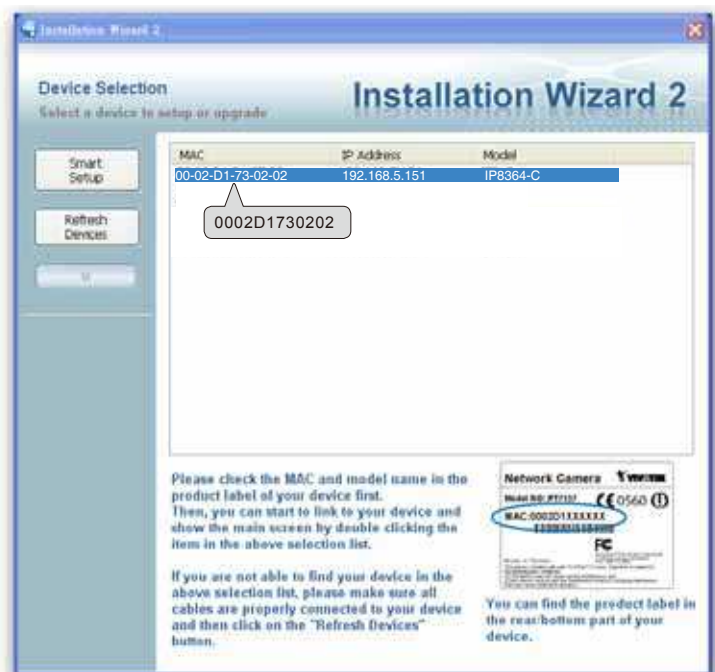 Installation Wizard 2
Device Selection
Select a device to setup or upgrade
Installation Wizard 2
Smart
Setup
Refresh
Devices
MAC IP Address Model
00-02-D1-73-02-02 192.168.5.151 IP8364-C
0002D1730202
Please check the MAC and model name in the
product label of your device first.
Then, you can start to link to your device and
show the main screen by double clicking the
item in the above selection list.
If you are not able to find your device in the
above selection list, please make sure all
cables are properly connected to your device
and then click on the "Refresh Devices"
button.
Network Camera
0560
MAC:0002D1XXXXXX
FC
You can find the product label in
the rear/bottom part of your
device.